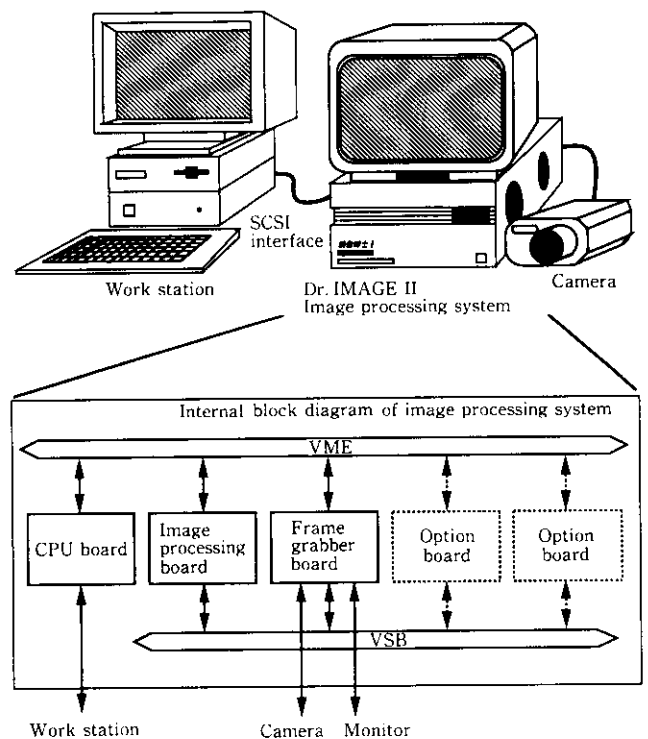 SCSI
interface
Work station
Dr. IMAGE II
Image processing system
Camera
Internal block diagram of image processing system
VME
CPU board
Image
processing
board
Frame
grabber
board
Option
board
Option
board
VSB
Work station
Camera
Monitor